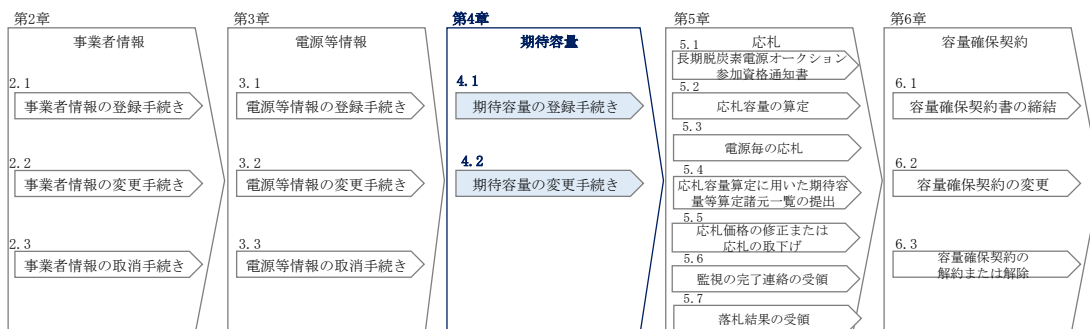 第2章
事業者情報
2.1
事業者情報の登録手続き
2.2
事業者情報の変更手続き
2.3
事業者情報の取消手続き
第3章
電源等情報
3.1
電源等情報の登録手続き
3.2
電源等情報の変更手続き
3.3
電源等情報の取消手続き
第4章
期待容量
4.1
期待容量の登録手続き
4.2
期待容量の変更手続き
第5章
応札
5.1
長期脱炭素電源オークション
参加資格通知書
5.2
応札容量の算定
5.3
電源毎の応札
5.4
応札容量算定に用いた期待容
量等算定諸元一覧の提出
5.5
応札価格の修正または
応札の取下げ
5.6
監視の完了連絡の受領
5.7
落札結果の受領
第6章
容量確保契約
6.1
容量確保契約書の締結
6.2
容量確保契約の変更
6.3
容量確保契約の
解約または解除